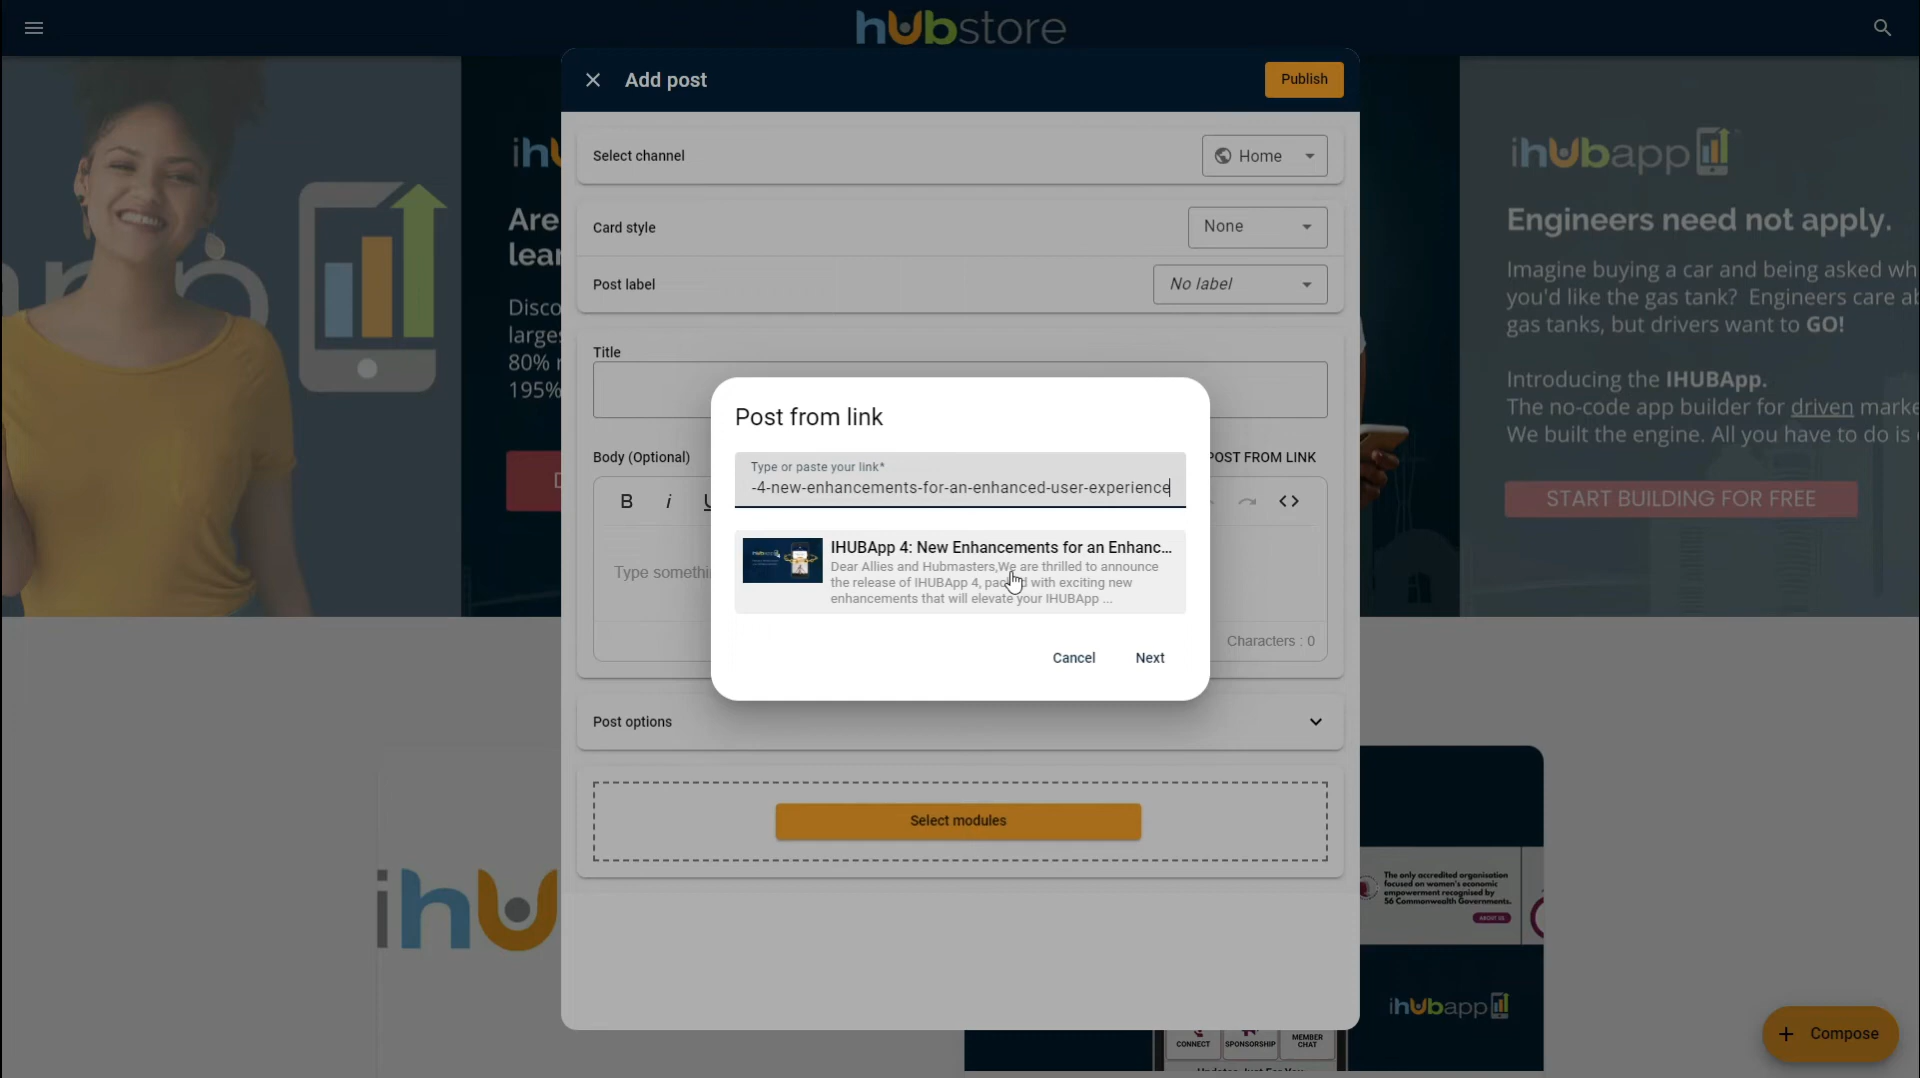 hubstore
Add post
Publish
Select channel
Home
Card style
None
Post label
No label
Title
Body (Optional)
POST FROM LINK
B i U
<>
Type somethi
Characters : 0
Post from link
Type or paste your link*
-4-new-enhancements-for-an-enhanced-user-experience
IHUBApp 4: New Enhancements for an Enhanc...
Dear Allies and Hubmasters,We are thrilled to announce
the release of IHUBApp 4, pac d with exciting new
enhancements that will elevate your IHUBApp ...
Cancel
Next
Post options
Select modules
ihu
Are
lear
Disco
large
80%
195%
D
ihubapp
Engineers need not apply.
Imagine buying a car and being asked wh
you'd like the gas tank? Engineers care ab
gas tanks, but drivers want to GO!
Introducing the IHUBApp.
The no-code app builder for driven marke
We built the engine. All you have to do is
START BUILDING FOR FREE
ihu
The only accredited organisation
focused on women's economic
empowerment recognised by
56 Commonwealth Governments.
ABOUT US
ihubapp
CONNECT
SPONSORSHIP
MEMBER
CHAT
+ Compose